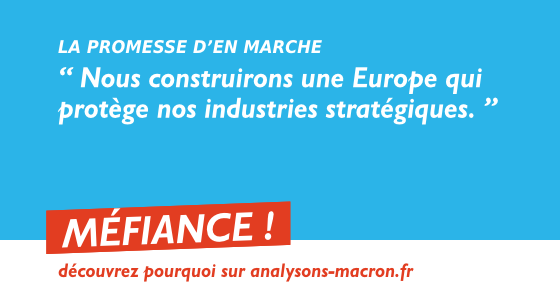 LA PROMESSE D’EN MARCHE
“ Nous construirons une Europe qui
protège nos industries stratégiques. ”
MÉFIANCE !
découvrez pourquoi sur analysons-macron.fr